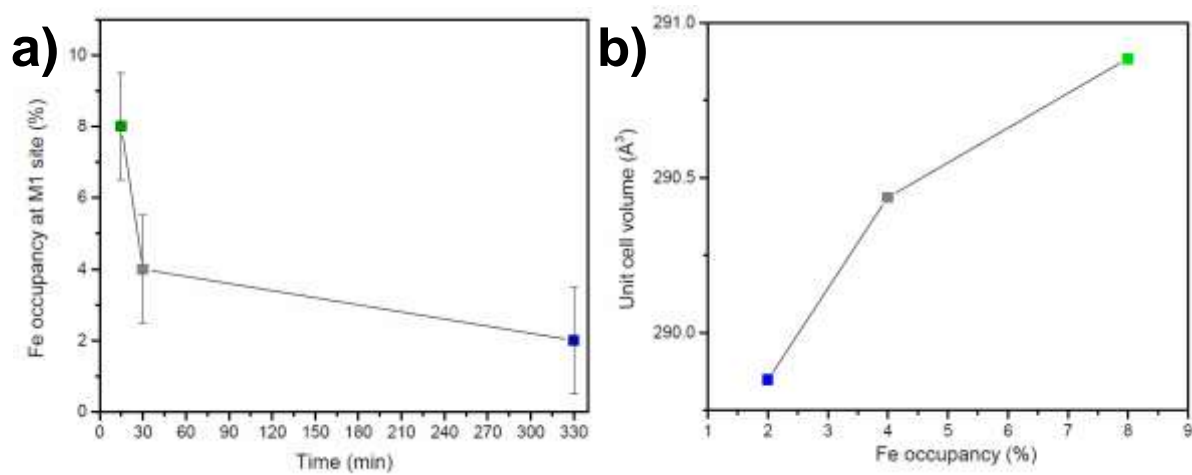 a)
Fe occupancy at M1 site (%)
10
8
6
4
2
0
0 30 60 90 120 150 180 210 240 270 300 330
Time (min)
b)
Unit cell volume (Å³)
291.0
290.5
290.0
1 2 3 4 5 6 7 8 9
Fe occupancy (%)